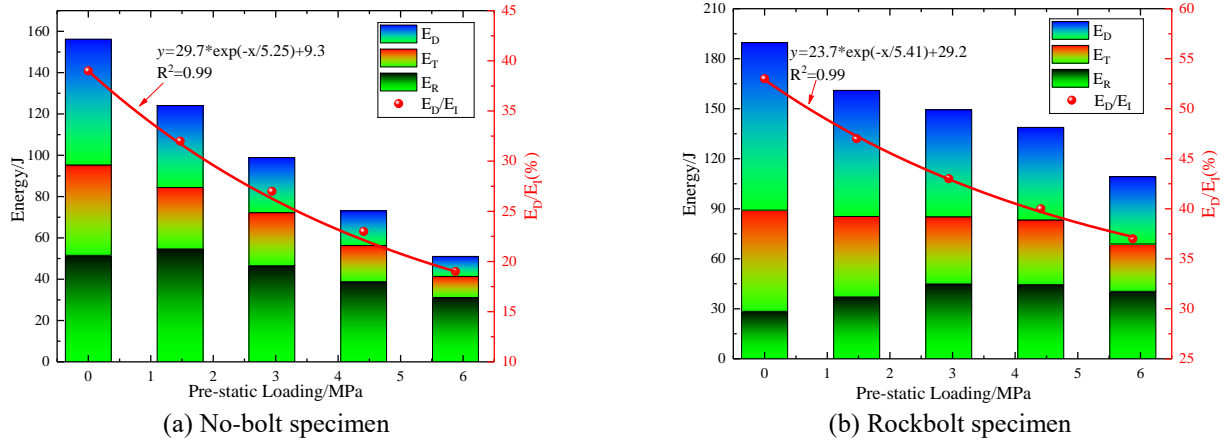 160
140
120
100
80
60
40
20
0
Energy/J
y=29.7*exp(-x/5.25)+9.3
R²=0.99
E_D
E_T
E_R
E_D/E_I
45
40
35
30
25
20
15
10
E_D/E_I(%)
0 1 2 3 4 5 6
Pre-static Loading/MPa
(a) No-bolt specimen
210
180
150
120
90
60
30
0
Energy/J
y=23.7*exp(-x/5.41)+29.2
R²=0.99
E_D
E_T
E_R
E_D/E_I
60
55
50
45
40
35
30
25
E_D/E_I(%)
0 1 2 3 4 5 6
Pre-static Loading/MPa
(b) Rockbolt specimen